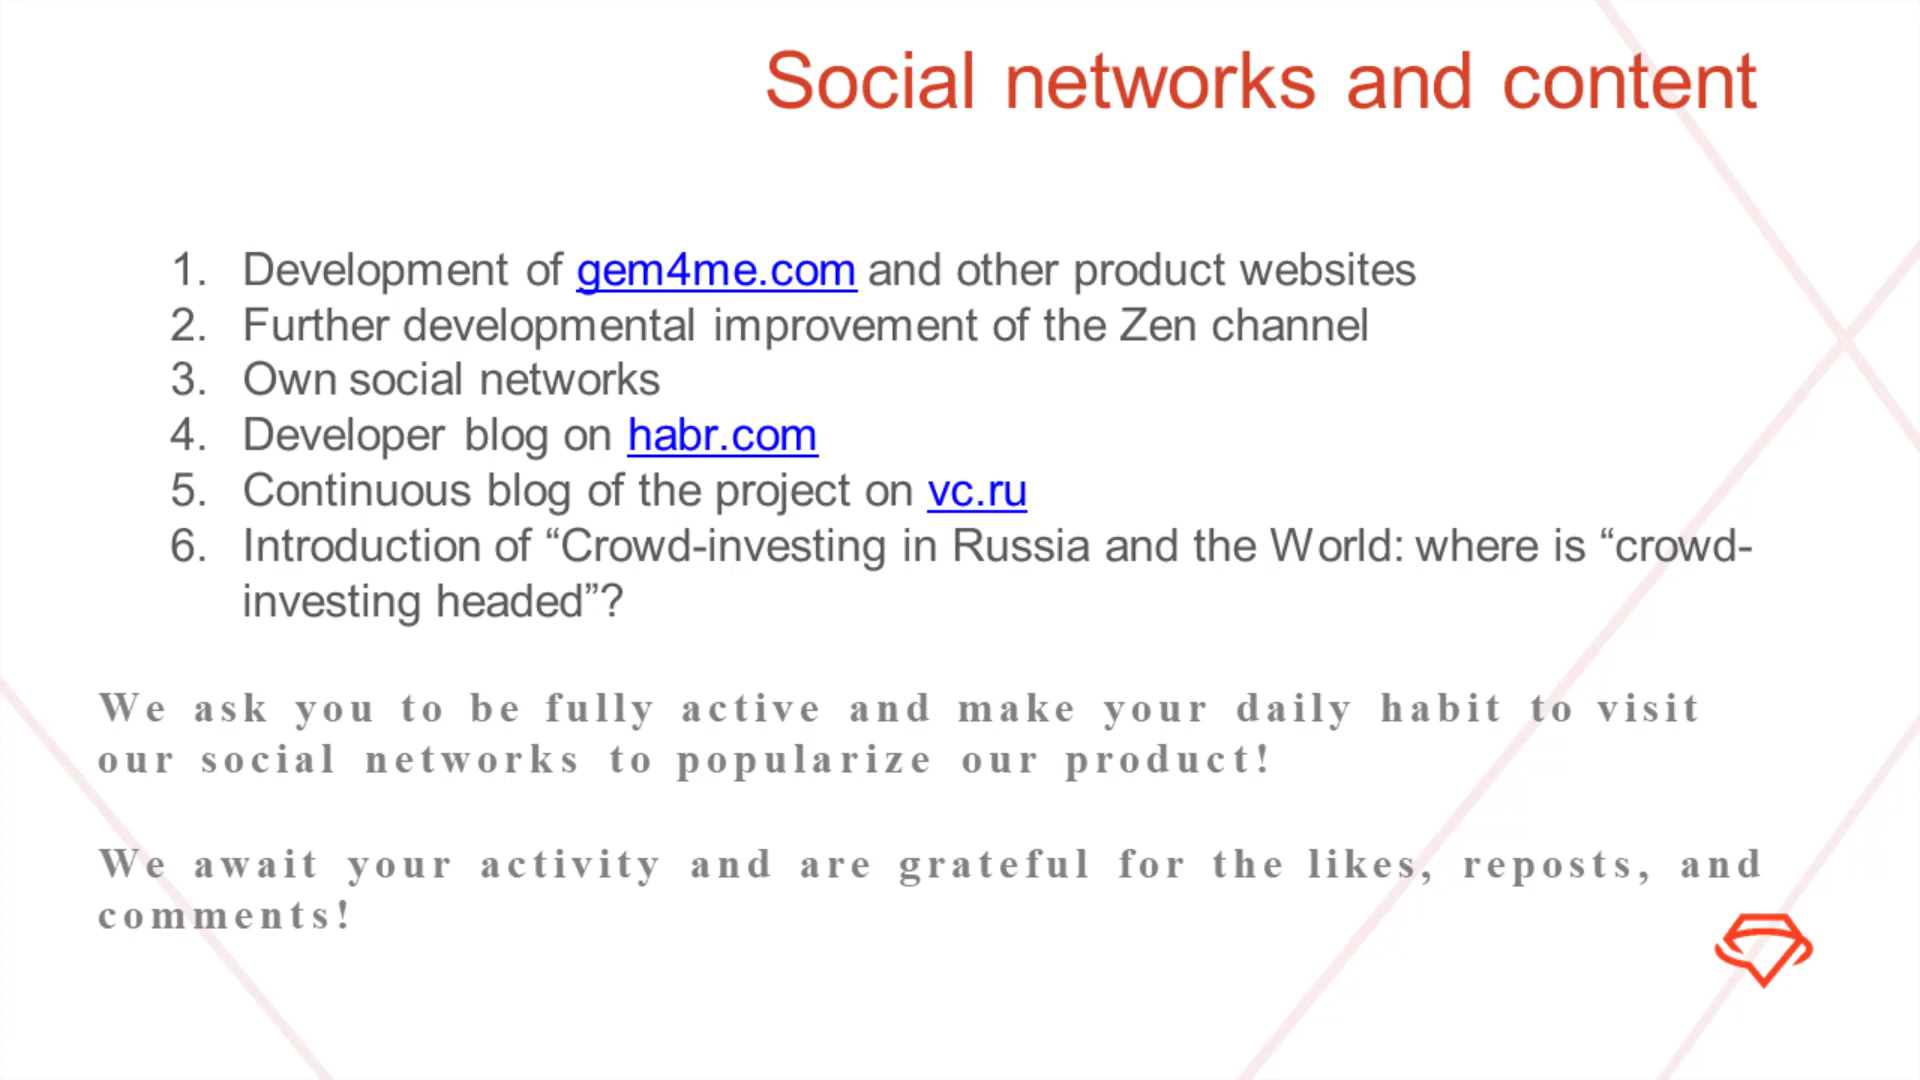 Social networks and content
1. Development of gem4me.com and other product websites
2. Further developmental improvement of the Zen channel
3. Own social networks
4. Developer blog on habr.com
5. Continuous blog of the project on vc.ru
6. Introduction of “Crowd-investing in Russia and the World: where is “crowd-
investing headed”?
We ask you to be fully active and make your daily habit to visit
our social networks to popularize our product!
We await your activity and are grateful for the likes, reposts, and
comments!